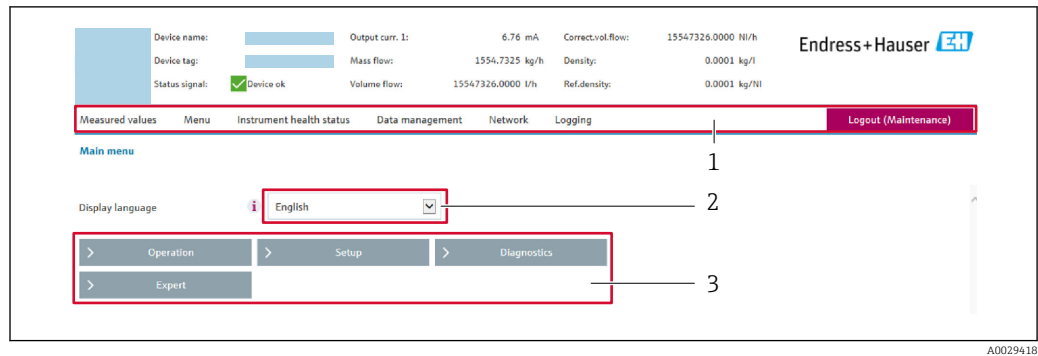 Device name: Output curr. 1: 6.76 mA Correct.vol.flow: 15547326.0000 Nl/h
Endress+Hauser EH
Device tag: Mass flow: 1554.7325 kg/h Density: 0.0001 kg/l
Status signal: Device ok Volume flow: 15547326.0000 l/h Ref.density: 0.0001 kg/Nl
Measured values Menu Instrument health status Data management Network Logging Logout (Maintenance)
1
Main menu
Display language i English 2
> Operation > Setup > Diagnostics
> Expert 3
A0029418